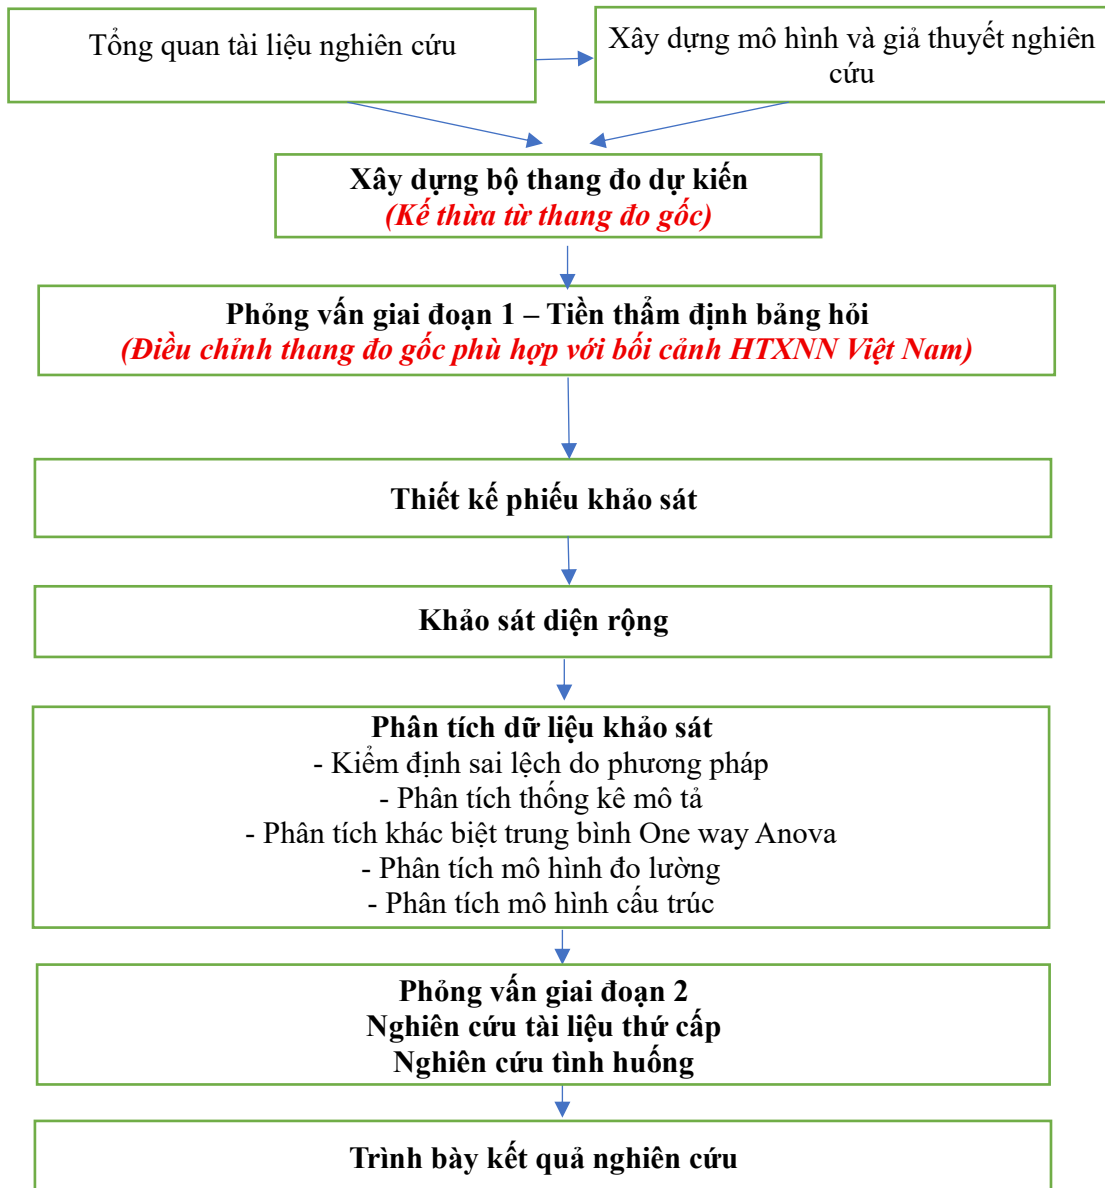 Tổng quan tài liệu nghiên cứu
Xây dựng mô hình và giả thuyết nghiên
cứu
Xây dựng bộ thang đo dự kiến
(Kế thừa từ thang đo gốc)
Phỏng vấn giai đoạn 1 – Tiền thẩm định bảng hỏi
(Điều chỉnh thang đo gốc phù hợp với bối cảnh HTXNN Việt Nam)
Thiết kế phiếu khảo sát
Khảo sát diện rộng
Phân tích dữ liệu khảo sát
- Kiểm định sai lệch do phương pháp
- Phân tích thống kê mô tả
- Phân tích khác biệt trung bình One way Anova
- Phân tích mô hình đo lường
- Phân tích mô hình cấu trúc
Phỏng vấn giai đoạn 2
Nghiên cứu tài liệu thứ cấp
Nghiên cứu tình huống
Trình bày kết quả nghiên cứu